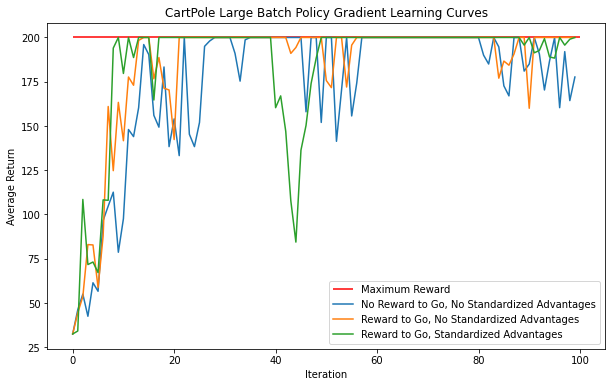 CartPole Large Batch Policy Gradient Learning Curves
Average Return
200
175
150
125
100
75
50
25
Maximum Reward
No Reward to Go, No Standardized Advantages
Reward to Go, No Standardized Advantages
Reward to Go, Standardized Advantages
0
20
40
60
80
100
Iteration